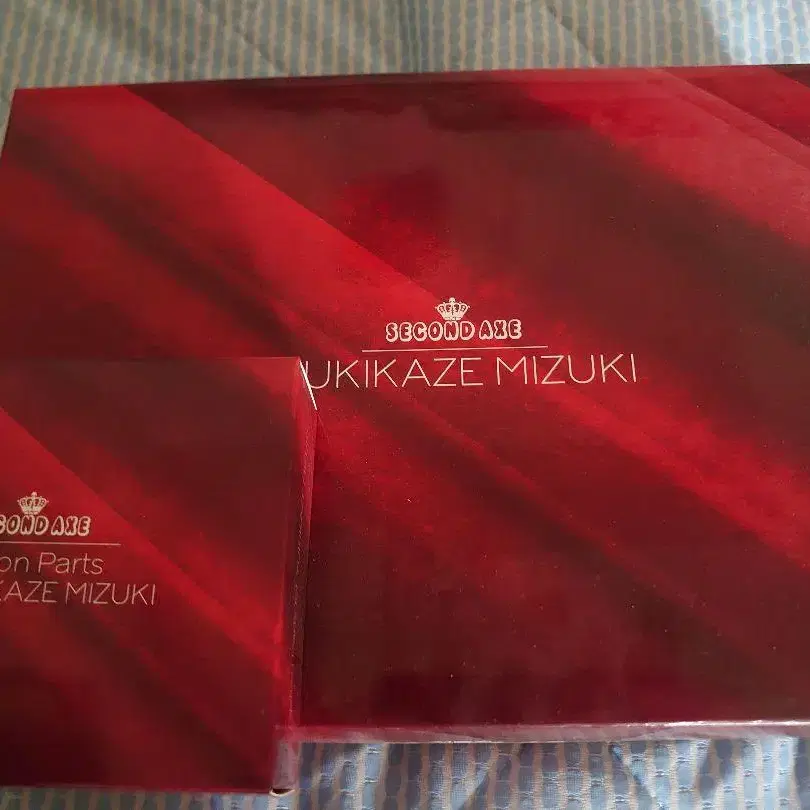 SECOND AXE
UKIKAZE MIZUKI
COND AXE
on Parts
KAZE MIZUKI